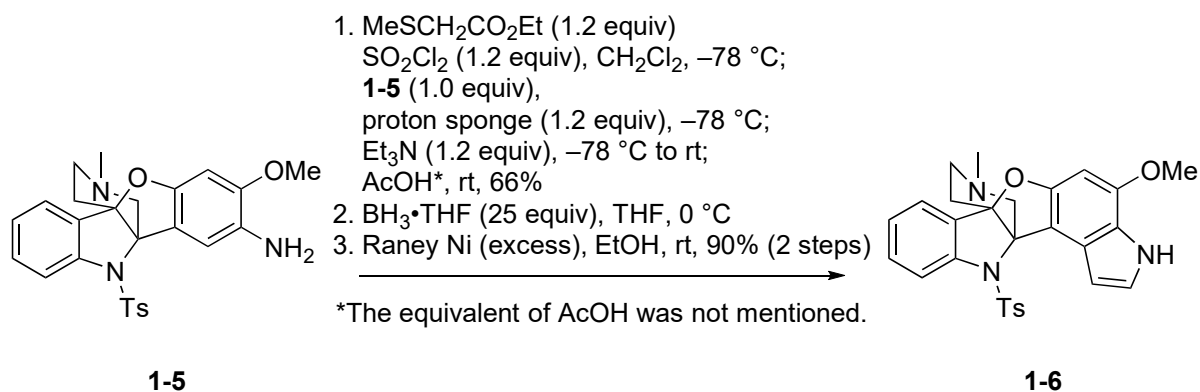 1. MeSCH₂CO₂Et (1.2 equiv)
SO₂Cl₂ (1.2 equiv), CH₂Cl₂, –78 °C;
1-5 (1.0 equiv),
proton sponge (1.2 equiv), –78 °C;
Et₃N (1.2 equiv), –78 °C to rt;
AcOH*, rt, 66%
2. BH₃•THF (25 equiv), THF, 0 °C
3. Raney Ni (excess), EtOH, rt, 90% (2 steps)
*The equivalent of AcOH was not mentioned.
Me
N
O
OMe
NH₂
N
Ts
1-5
Me
N
O
OMe
NH
N
Ts
1-6